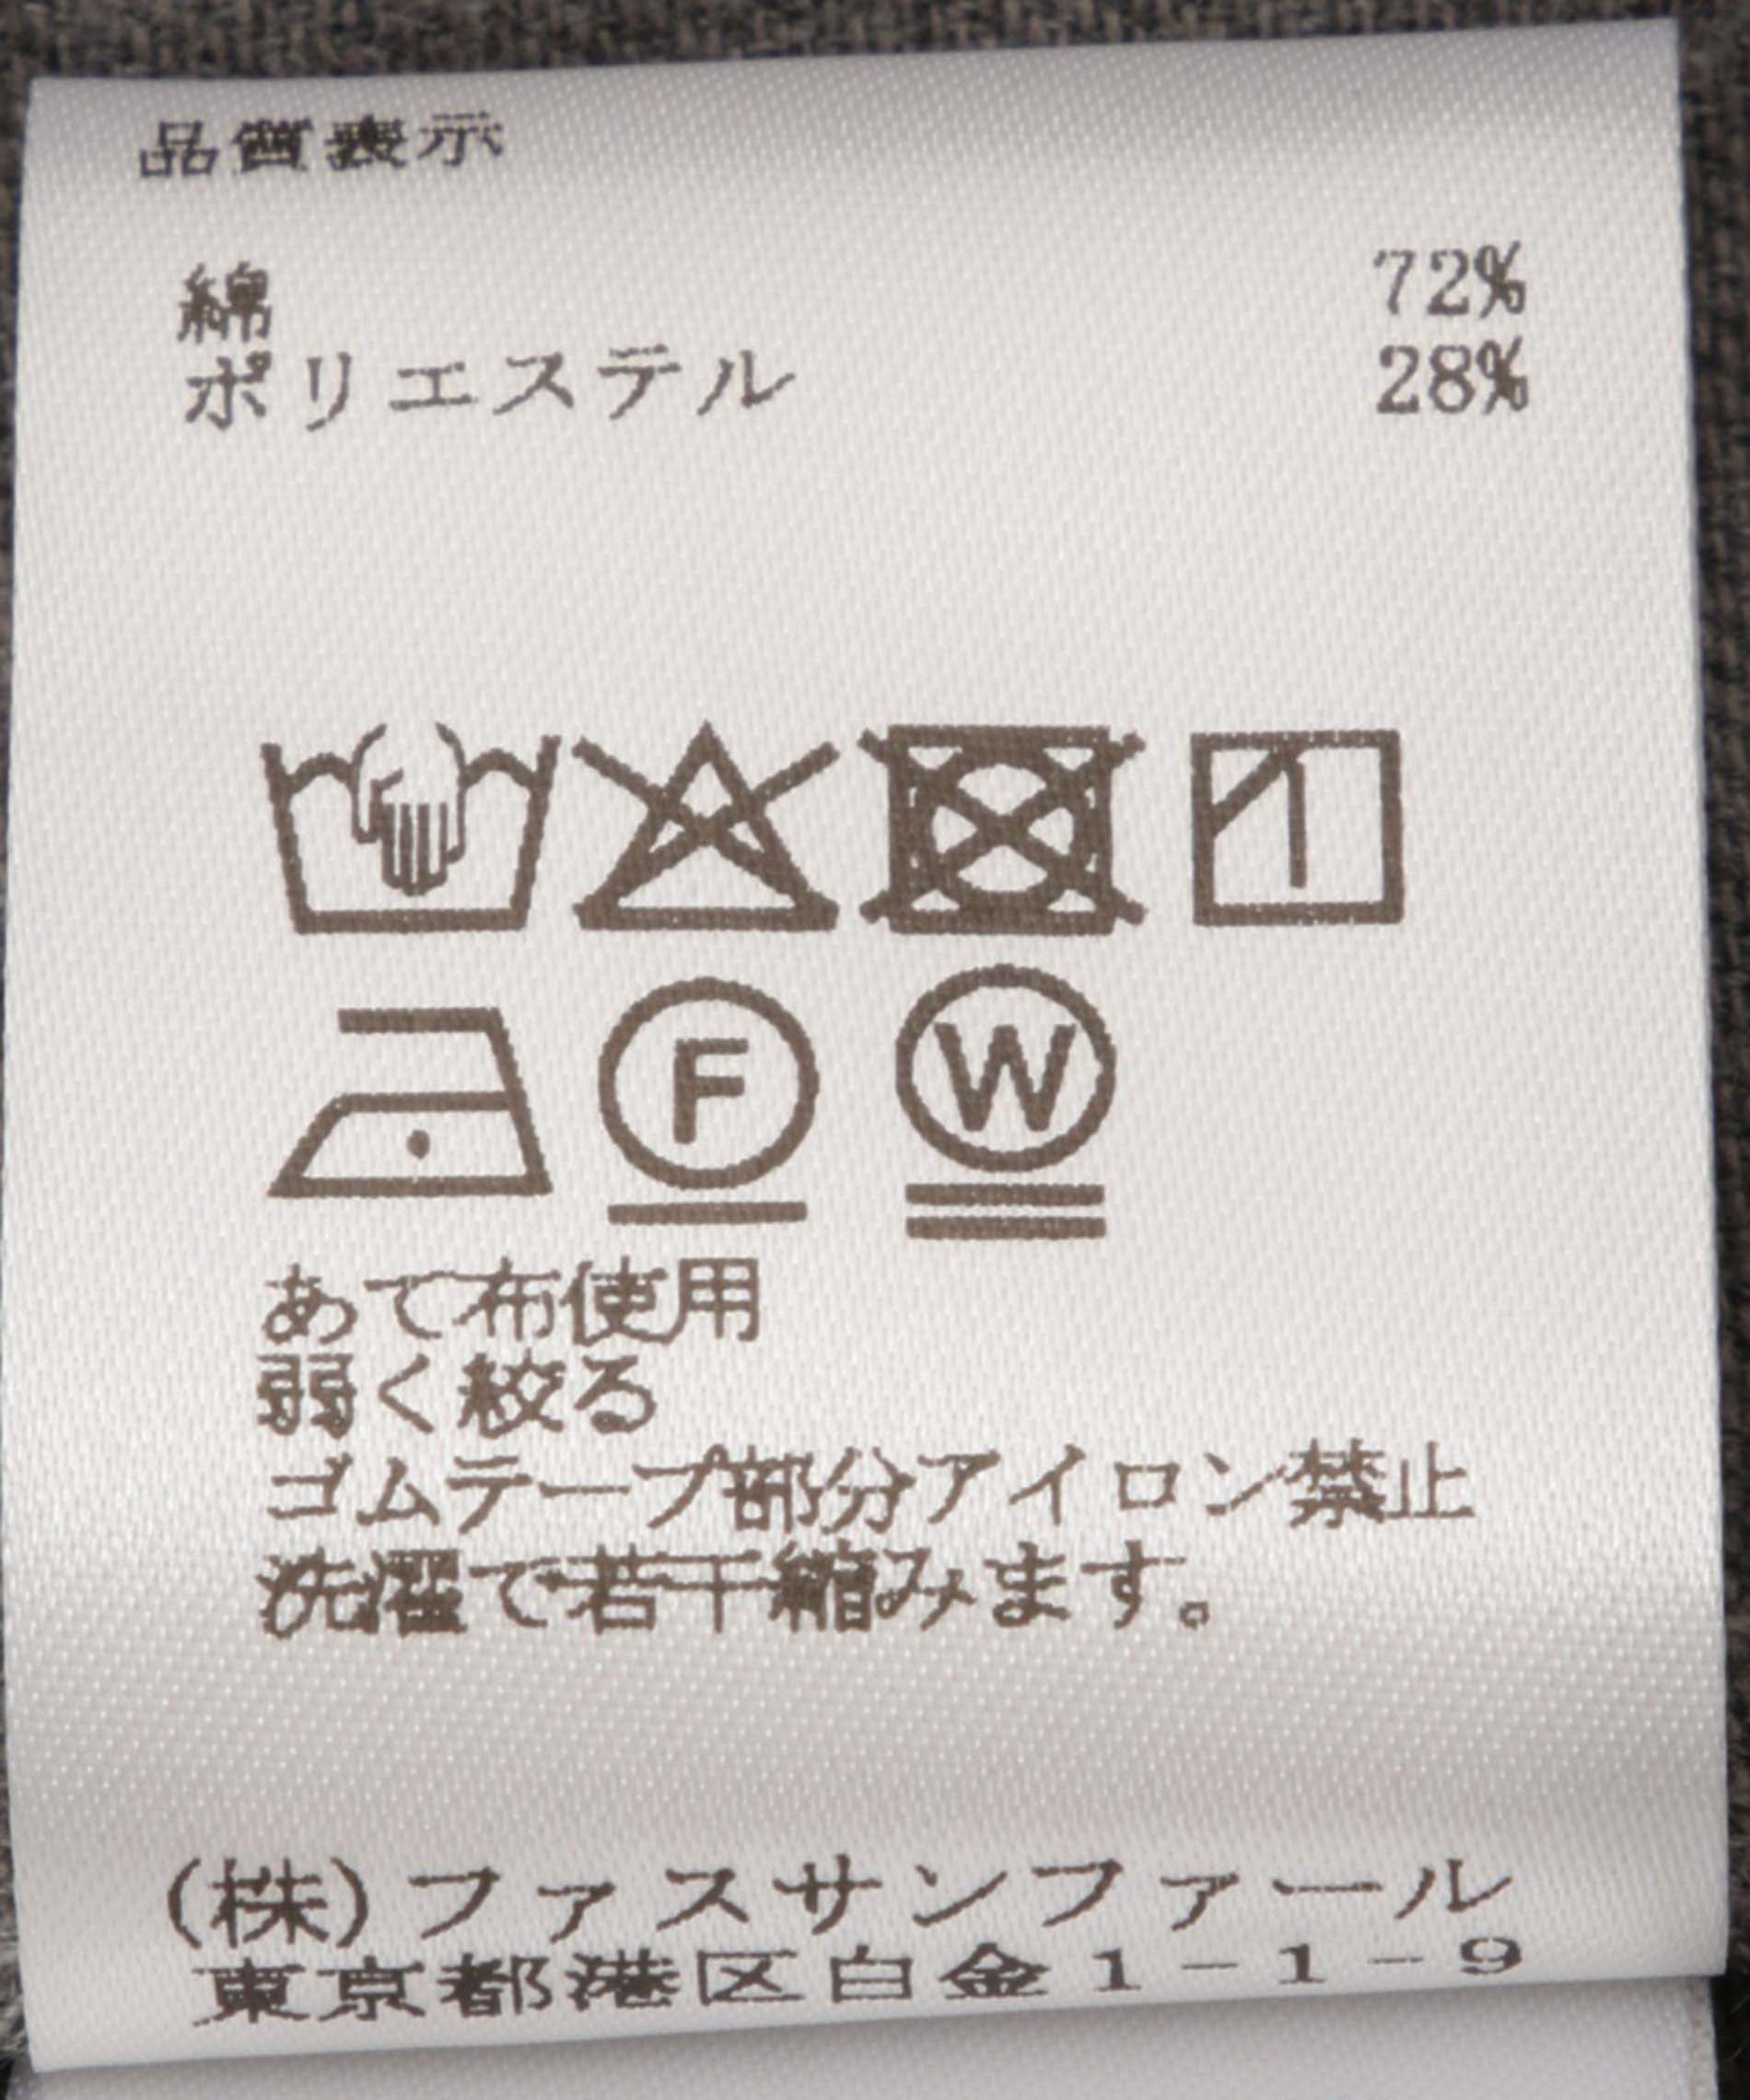 品質表示
綿 72%
ポリエステル 28%
F W
あて布使用
弱く絞る
ゴムテープ部分アイロン禁止
洗濯で若干縮みます。
(株)ファスサンファール
東京都港区白金1-1-9